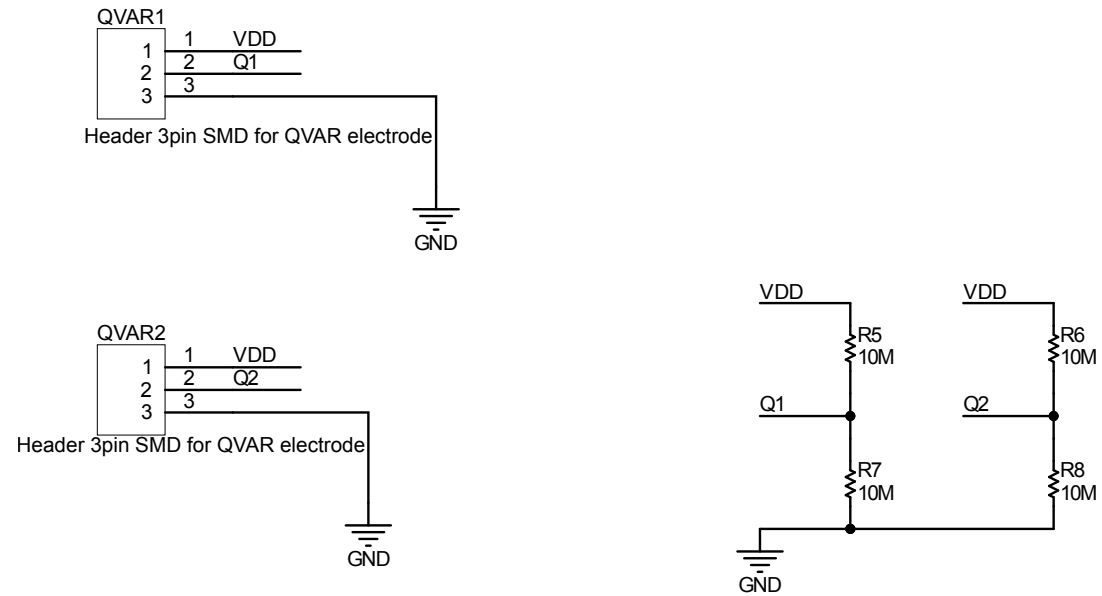 QVAR1
1 1 VDD
2 2 Q1
3 3
Header 3pin SMD for QVAR electrode
GND
QVAR2
1 1 VDD
2 2 Q2
3 3
Header 3pin SMD for QVAR electrode
GND
VDD VDD
R5 R6
10M 10M
Q1 Q2
R7 R8
10M 10M
GND